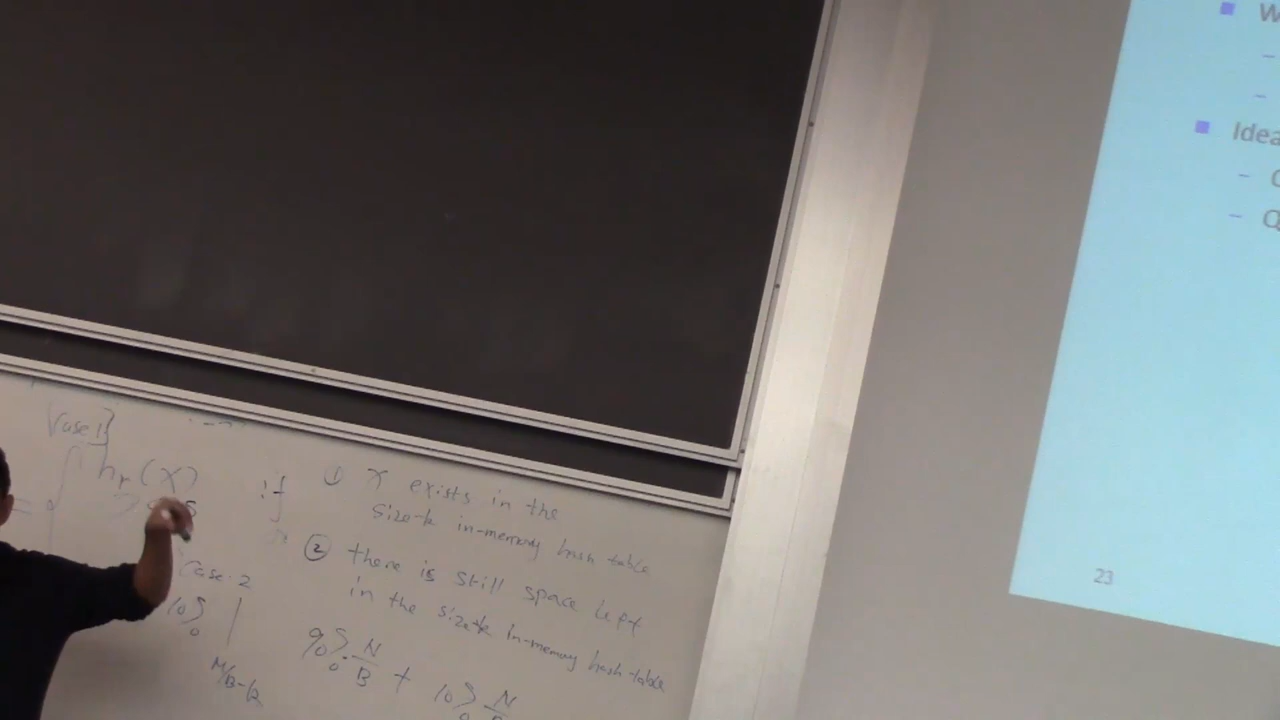 Case 1
hr(x)
=
if
① x exists in the
size-k in-memory hash table
② there is still space left
in the size-k in-memory hash table
Case 2
10%
M/B-k
90% · N/B + 10% N/B
Idea
23